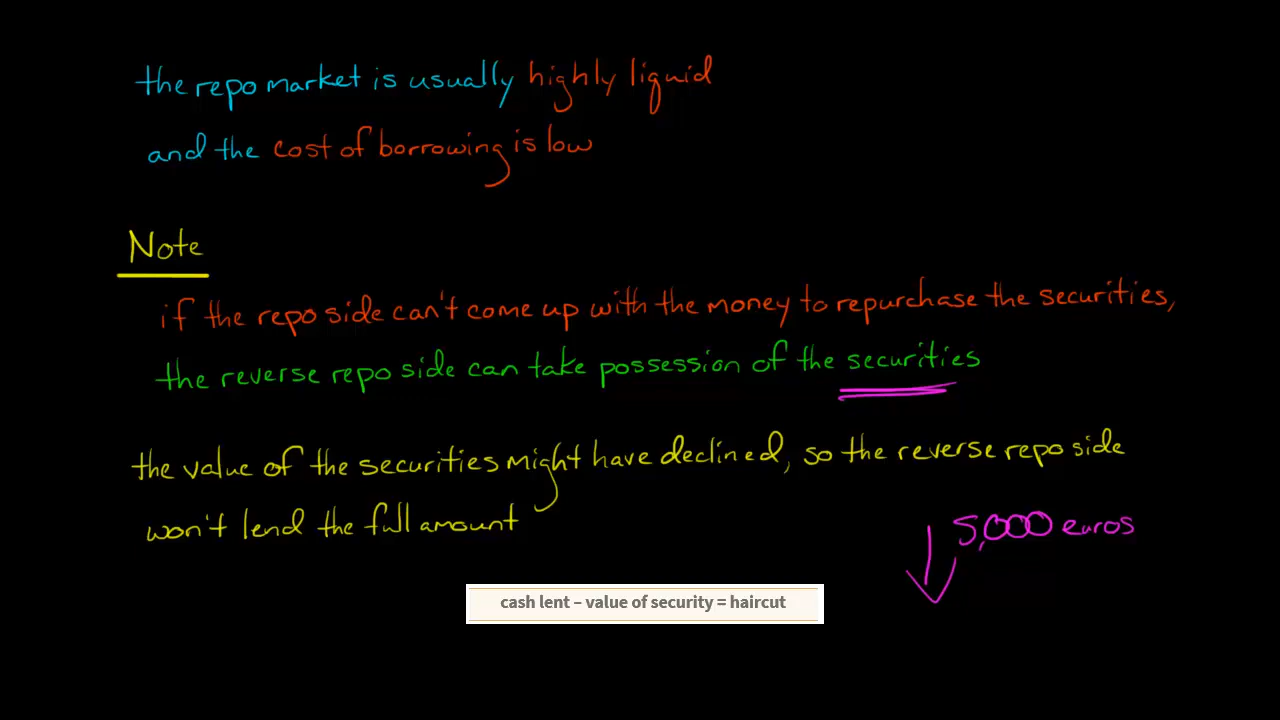 the repo market is usually highly liquid
and the cost of borrowing is low
Note
if the repo side can't come up with the money to repurchase the securities,
the reverse repo side can take possession of the securities
the value of the securities might have declined, so the reverse repo side
won't lend the full amount
5,000 euros
cash lent – value of security = haircut